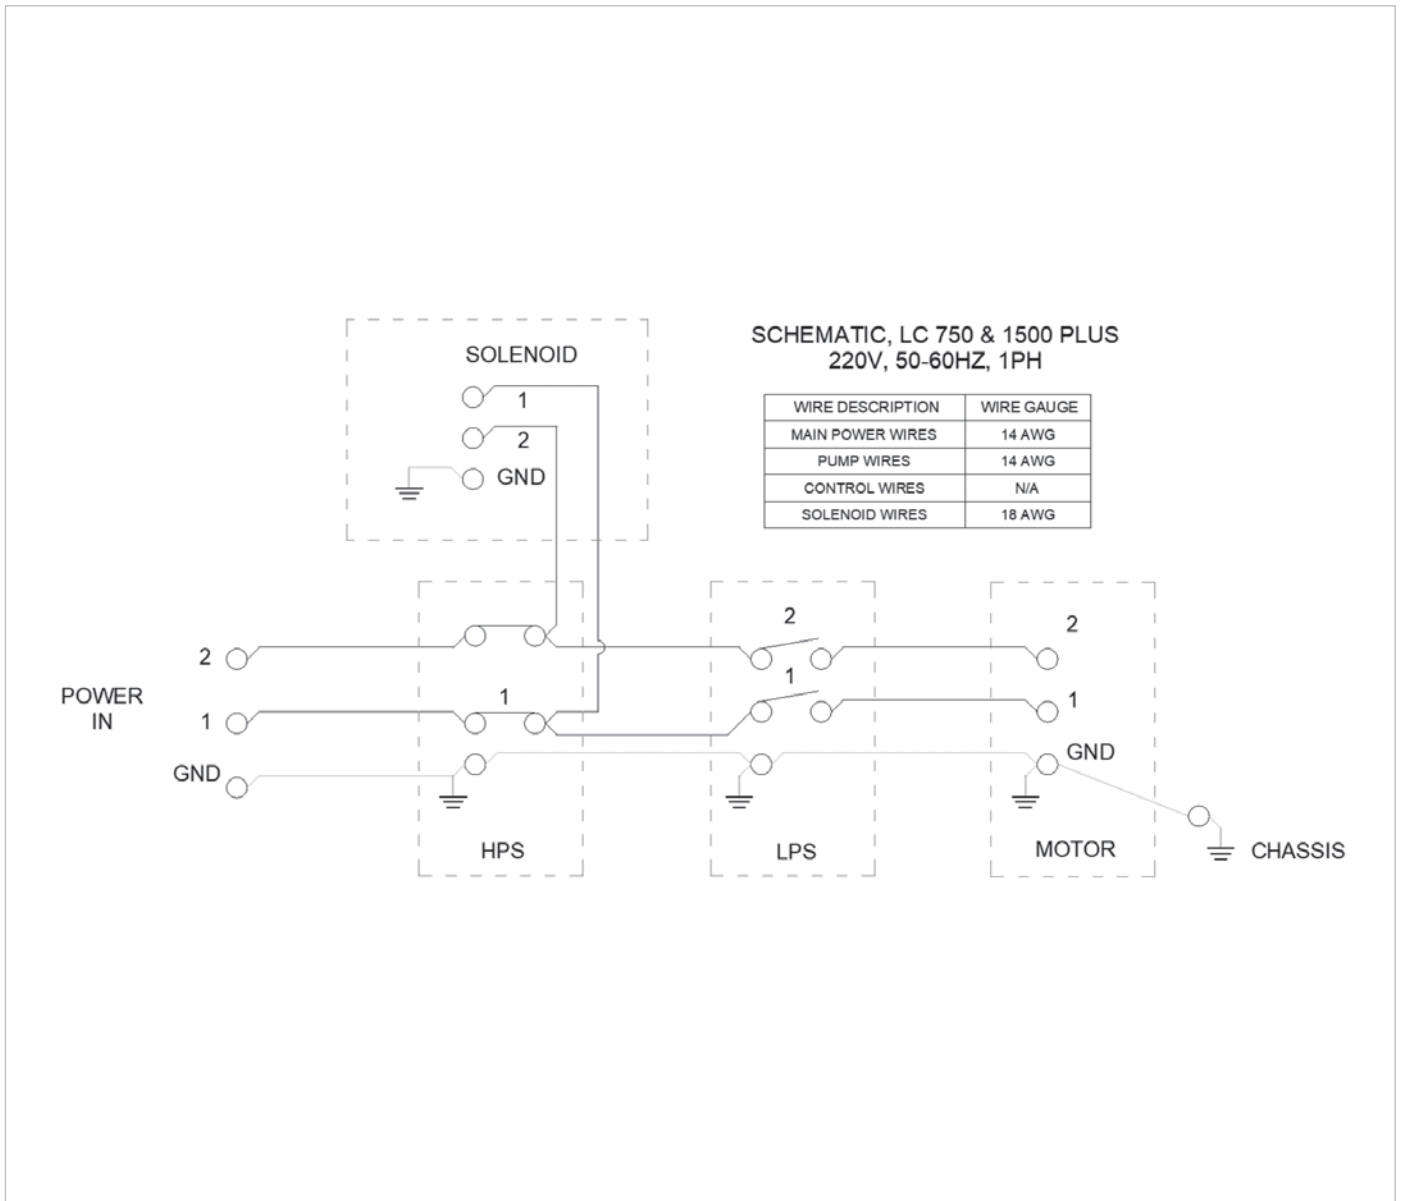 SOLENOID
1
2
GND
SCHEMATIC, LC 750 & 1500 PLUS
220V, 50-60HZ, 1PH
WIRE DESCRIPTION WIRE GAUGE
MAIN POWER WIRES 14 AWG
PUMP WIRES 14 AWG
CONTROL WIRES N/A
SOLENOID WIRES 18 AWG
POWER
IN
2
1
GND
1
HPS
2
1
LPS
2
1
GND
MOTOR
CHASSIS